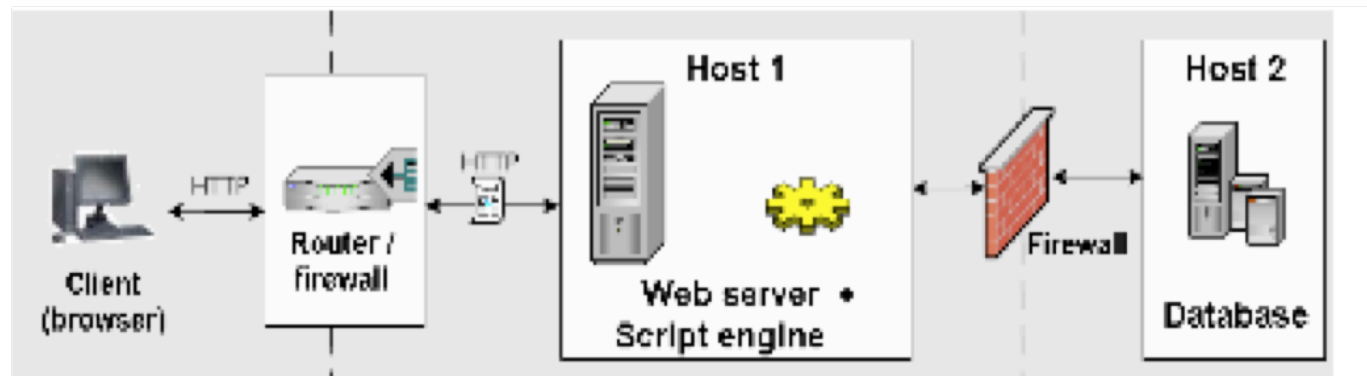 Client
(browser)
HTTP
Router /
firewall
HTTP
Host 1
Web server •
Script engine
Firewall
Host 2
Database